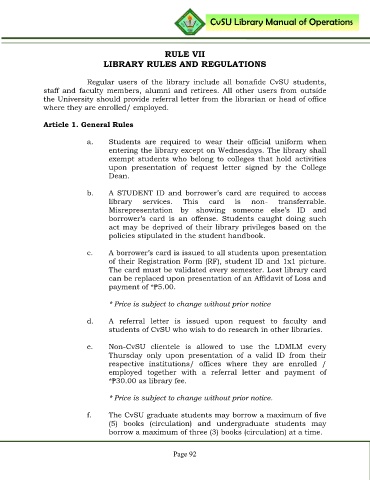 CvSU Library Manual of Operations
RULE VII
LIBRARY RULES AND REGULATIONS
Regular users of the library include all bonafide CvSU students,
staff and faculty members, alumni and retirees. All other users from outside
the University should provide referral letter from the librarian or head of office
where they are enrolled/ employed.
Article 1. General Rules
a. Students are required to wear their official uniform when
entering the library except on Wednesdays. The library shall
exempt students who belong to colleges that hold activities
upon presentation of request letter signed by the College
Dean.
b. A STUDENT ID and borrower's card are required to access
library services. This card is non- transferrable.
Misrepresentation by showing someone else's ID and
borrower's card is an offense. Students caught doing such
act may be deprived of their library privileges based on the
policies stipulated in the student handbook.
c. A borrower's card is issued to all students upon presentation
of their Registration Form (RF), student ID and 1x1 picture.
The card must be validated every semester. Lost library card
can be replaced upon presentation of an Affidavit of Loss and
payment of *₱5.00.
* Price is subject to change without prior notice
d. A referral letter is issued upon request to faculty and
students of CvSU who wish to do research in other libraries.
e. Non-CvSU clientele is allowed to use the LDMLM every
Thursday only upon presentation of a valid ID from their
respective institutions/ offices where they are enrolled /
employed together with a referral letter and payment of
*₱30.00 as library fee.
* Price is subject to change without prior notice.
f. The CvSU graduate students may borrow a maximum of five
(5) books (circulation) and undergraduate students may
borrow a maximum of three (3) books (circulation) at a time.
Page 92